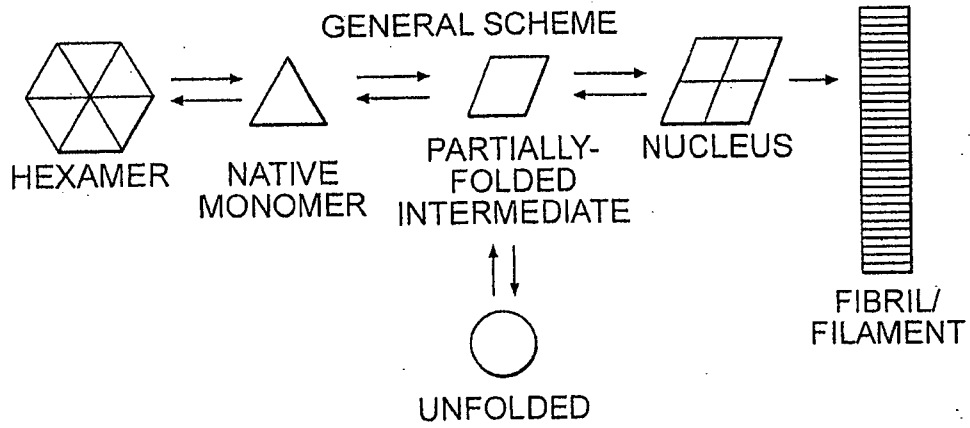 GENERAL SCHEME
HEXAMER
NATIVE
MONOMER
PARTIALLY-
FOLDED
INTERMEDIATE
NUCLEUS
FIBRIL/
FILAMENT
UNFOLDED